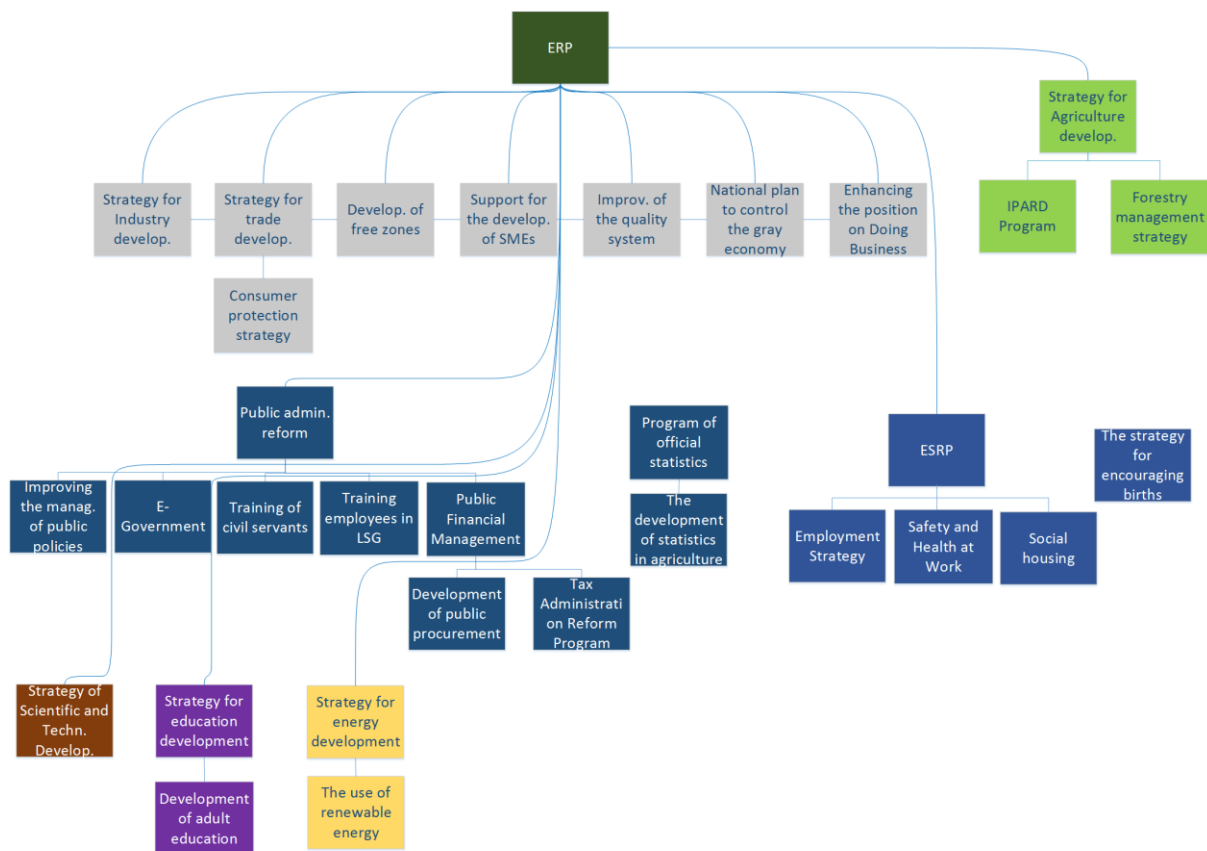 ERP
Strategy for
Agriculture
develop.
IPARD
Program
Forestry
management
strategy
Strategy for
Industry
develop.
Strategy for
trade
develop.
Develop. of
free zones
Support for
the develop.
of SMEs
Improv. of
the quality
system
National plan
to control
the gray
economy
Enhancing
the position
on Doing
Business
Consumer
protection
strategy
Public admin.
reform
Program of
official
statistics
ESRP
The strategy
for
encouraging
births
Improving
the manag.
of public
policies
E-
Government
Training of
civil servants
Training
employees in
LSG
Public
Financial
Management
The
development
of statistics
in agriculture
Employment
Strategy
Safety and
Health at
Work
Social
housing
Development
of public
procurement
Tax
Administrati
on Reform
Program
Strategy of
Scientific and
Techn.
Develop.
Strategy for
education
development
Strategy for
energy
development
Development
of adult
education
The use of
renewable
energy